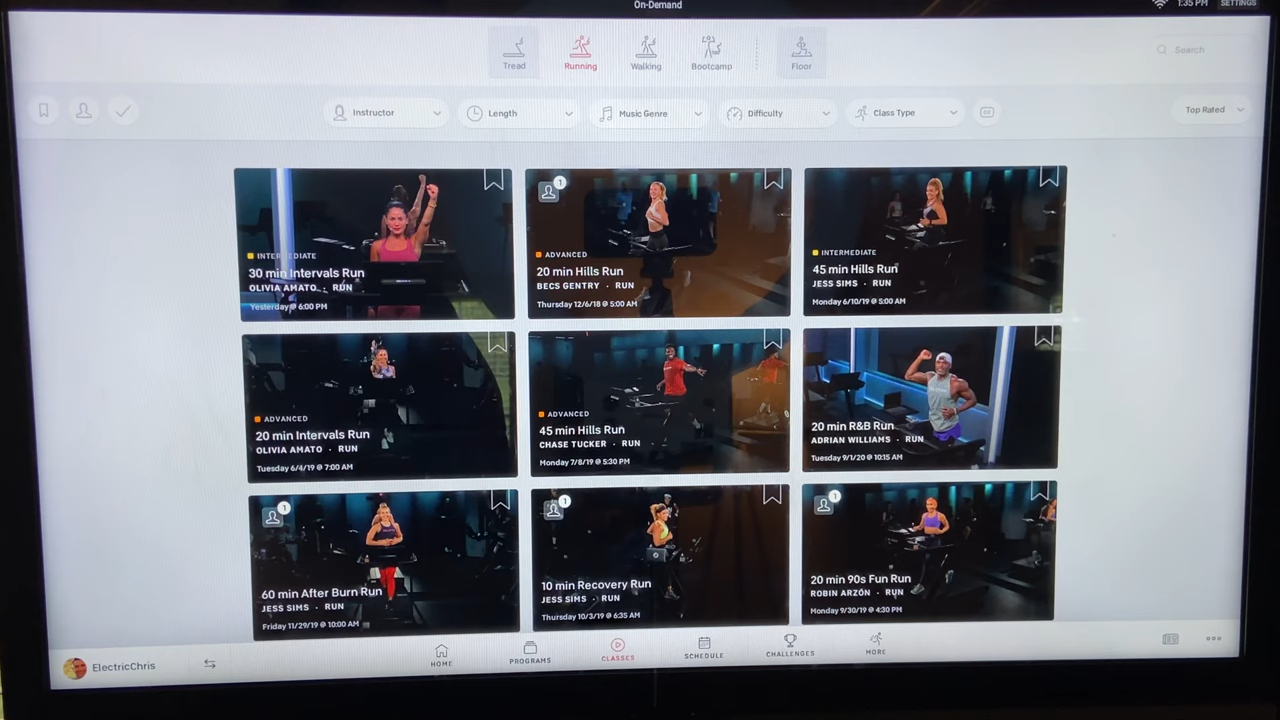 On-Demand
1:35 PM
SETTINGS
Tread
Running
Walking
Bootcamp
Floor
Search
Instructor
Length
Music Genre
Difficulty
Class Type
CC
Top Rated
INTERMEDIATE
30 min Intervals Run
OLIVIA AMATO · RUN
Yesterday @ 6:00 PM
1
ADVANCED
20 min Hills Run
BECS GENTRY · RUN
Thursday 12/6/18 @ 5:00 AM
INTERMEDIATE
45 min Hills Run
JESS SIMS · RUN
Monday 6/10/19 @ 5:00 AM
ADVANCED
20 min Intervals Run
OLIVIA AMATO · RUN
Tuesday 6/4/19 @ 7:00 AM
ADVANCED
45 min Hills Run
CHASE TUCKER · RUN
Monday 7/8/19 @ 5:30 PM
20 min R&B Run
ADRIAN WILLIAMS · RUN
Tuesday 9/1/20 @ 10:15 AM
1
60 min After Burn Run
JESS SIMS · RUN
Friday 11/29/19 @ 10:00 AM
1
10 min Recovery Run
JESS SIMS · RUN
Thursday 10/3/19 @ 6:35 AM
1
20 min 90s Fun Run
ROBIN ARZÓN · RUN
Monday 9/30/19 @ 4:30 PM
ElectricChris
HOME
PROGRAMS
CLASSES
SCHEDULE
CHALLENGES
MORE